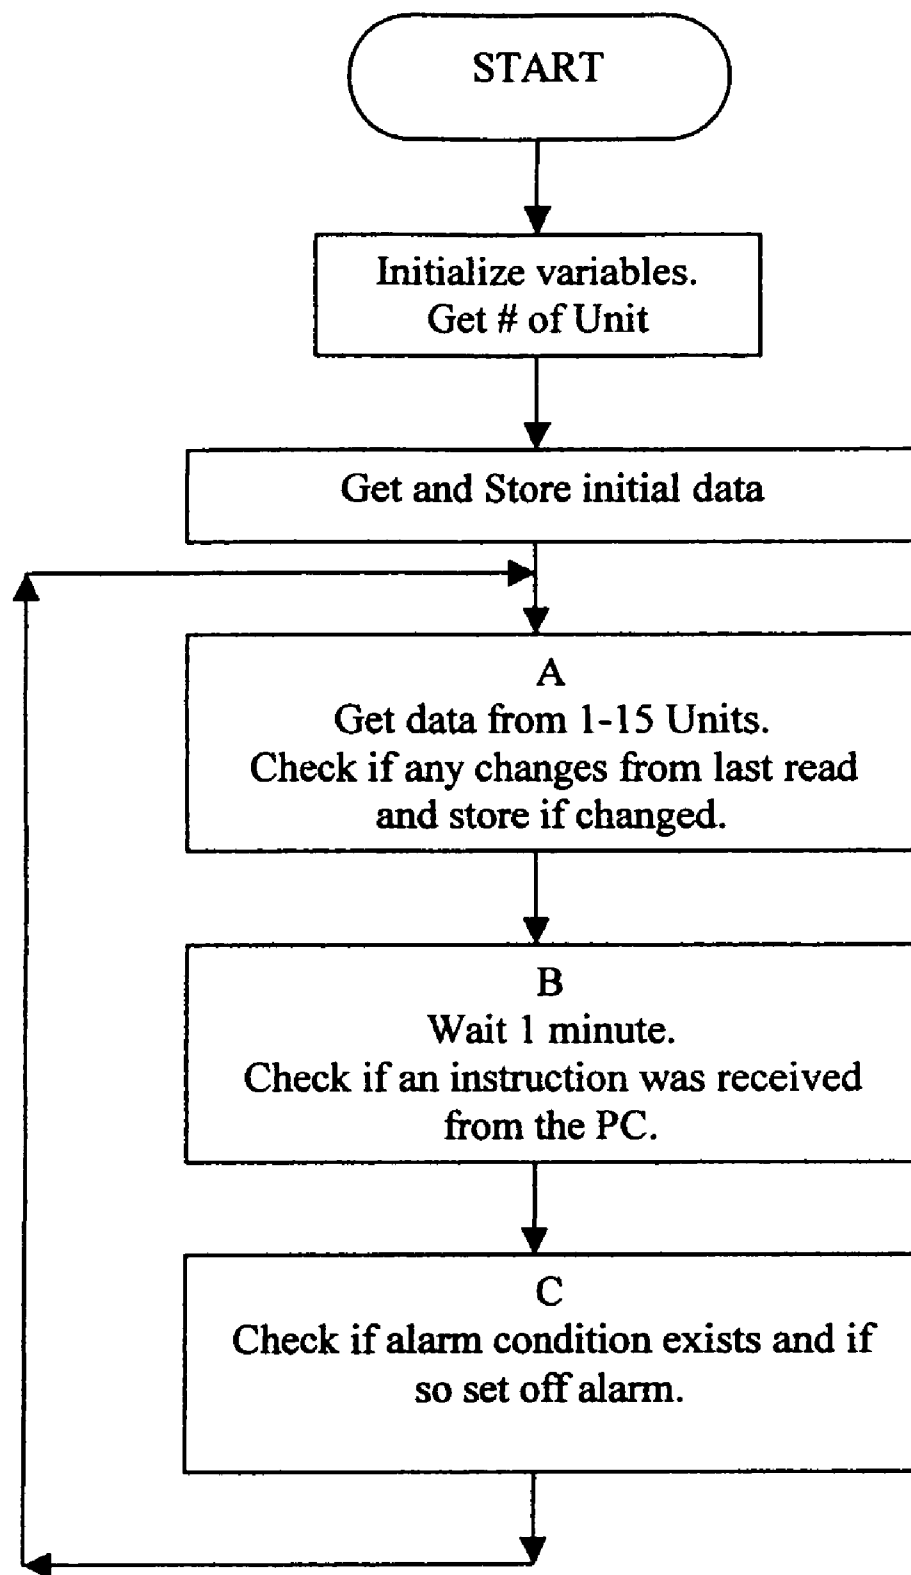 START
Initialize variables.
Get # of Unit
Get and Store initial data
A
Get data from 1-15 Units.
Check if any changes from last read
and store if changed.
B
Wait 1 minute.
Check if an instruction was received
from the PC.
C
Check if alarm condition exists and if
so set off alarm.